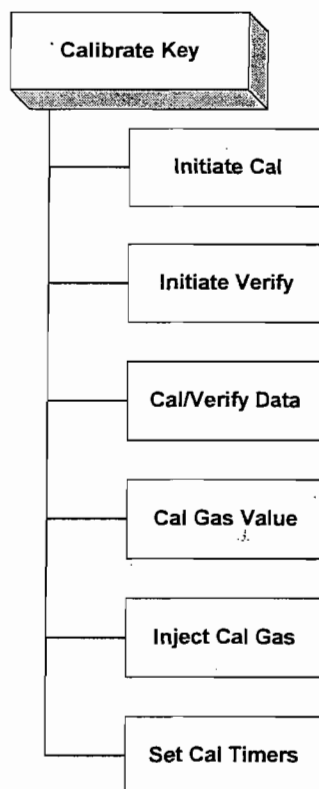 Calibrate Key
Initiate Cal
Initiate Verify
Cal/Verify Data
Cal Gas Value
Inject Cal Gas
Set Cal Timers